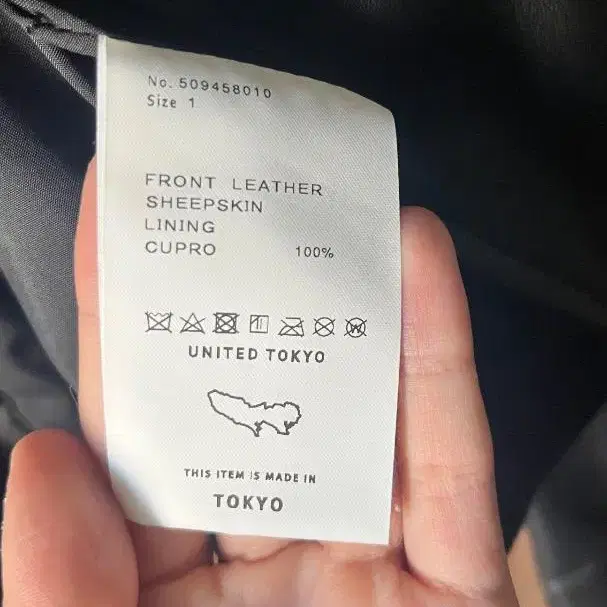 No. 509458010
Size 1
FRONT LEATHER
SHEEPSKIN
LINING
CUPRO 100%
UNITED TOKYO
THIS ITEM IS MADE IN
TOKYO